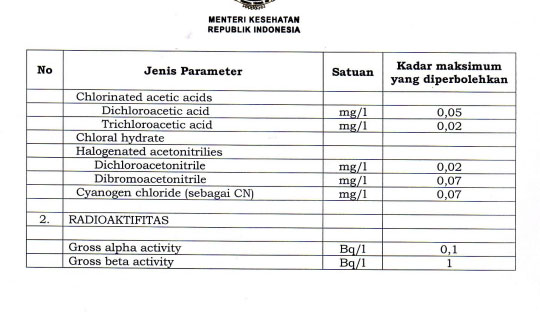 MENTERI KESEHATAN
REPUBLIK INDONESIA
No Jenis Parameter Satuan Kadar maksimum yang diperbolehkan
Chlorinated acetic acids
Dichloroacetic acid mg/l 0,05
Trichloroacetic acid mg/l 0,02
Chloral hydrate
Halogenated acetonitrilies
Dichloroacetonitrile mg/l 0,02
Dibromoacetonitrile mg/l 0,07
Cyanogen chloride (sebagai CN) mg/l 0,07
2. RADIOAKTIFITAS
Gross alpha activity Bq/l 0,1
Gross beta activity Bq/l 1